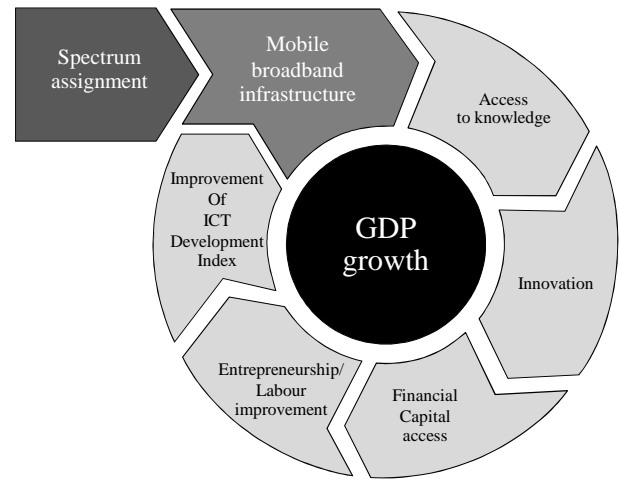 Spectrum
assignment
Mobile
broadband
infrastructure
Access
to knowledge
Innovation
Financial
Capital
access
Entrepreneurship/
Labour
improvement
Improvement
Of
ICT
Development
Index
GDP
growth